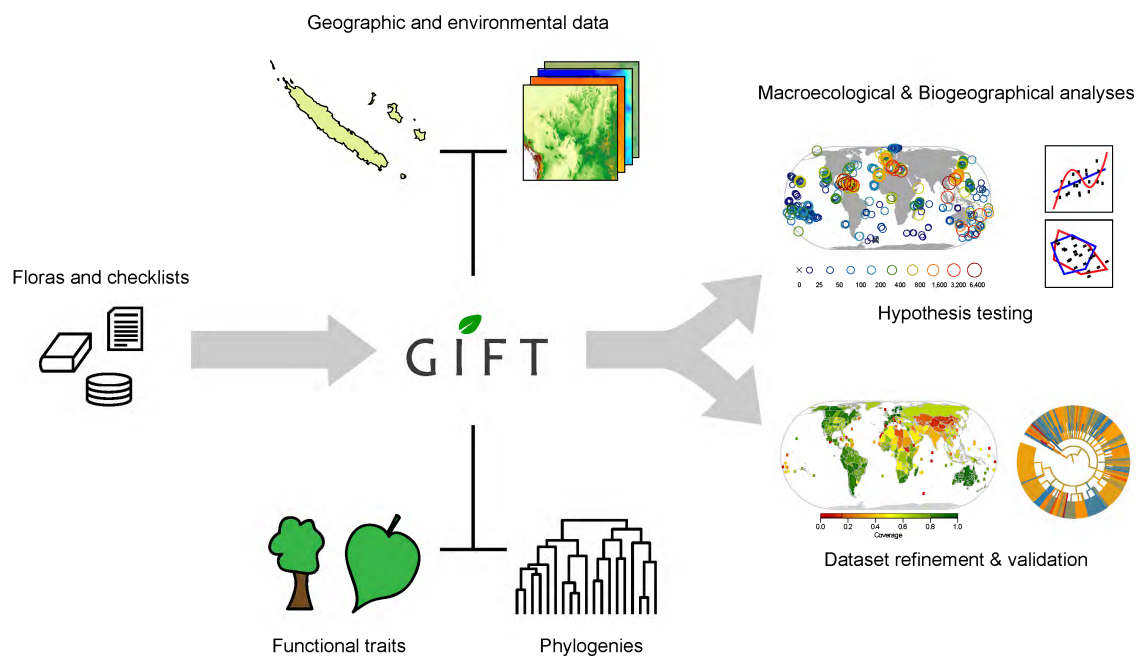 Geographic and environmental data
Macroecological & Biogeographical analyses
Floras and checklists
GIFT
0 25 50 100 200 400 800 1,600 3,200 6,400
Hypothesis testing
0.0 0.2 0.4 0.6 0.8 1.0
Coverage
Dataset refinement & validation
Functional traits
Phylogenies